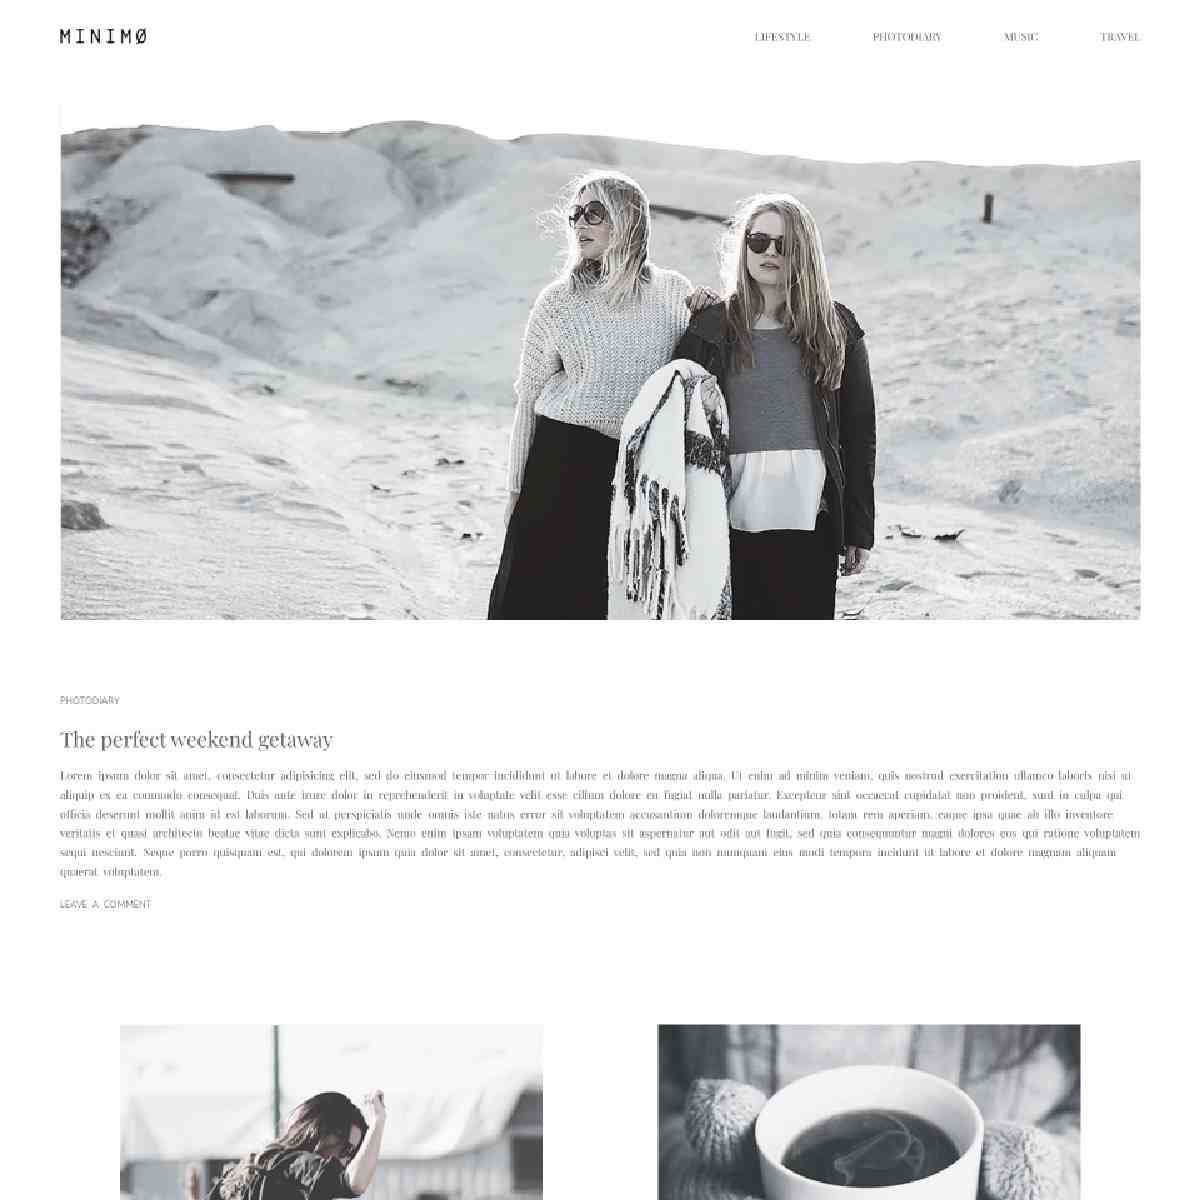 MINIMØ
LIFESTYLE PHOTODIARY MUSIC TRAVEL
PHOTODIARY
The perfect weekend getaway
Lorem ipsum dolor sit amet, consectetur adipisicing elit, sed do eiusmod tempor incididunt ut labore et dolore magna aliqua. Ut enim ad minim veniam, quis nostrud exercitation ullamco laboris nisi ut
aliquip ex ea commodo consequat. Duis aute irure dolor in reprehenderit in voluptate velit esse cillum dolore eu fugiat nulla pariatur. Excepteur sint occaecat cupidatat non proident, sunt in culpa qui
officia deserunt mollit anim id est laborum. Sed ut perspiciatis unde omnis iste natus error sit voluptatem accusantium doloremque laudantium, totam rem aperiam, eaque ipsa quae ab illo inventore
veritatis et quasi architecto beatae vitae dicta sunt explicabo. Nemo enim ipsam voluptatem quia voluptas sit aspernatur aut odit aut fugit, sed quia consequuntur magni dolores eos qui ratione voluptatem
sequi nesciunt. Neque porro quisquam est, qui dolorem ipsum quia dolor sit amet, consectetur, adipisci velit, sed quia non numquam eius modi tempora incidunt ut labore et dolore magnam aliquam
quaerat voluptatem.
LEAVE A COMMENT